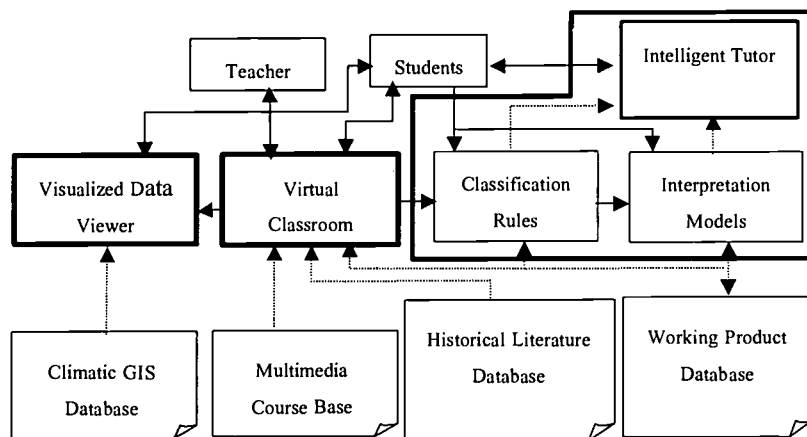 Teacher
Students
Intelligent Tutor
Visualized Data
Viewer
Virtual
Classroom
Classification
Rules
Interpretation
Models
Climatic GIS
Database
Multimedia
Course Base
Historical Literature
Database
Working Product
Database